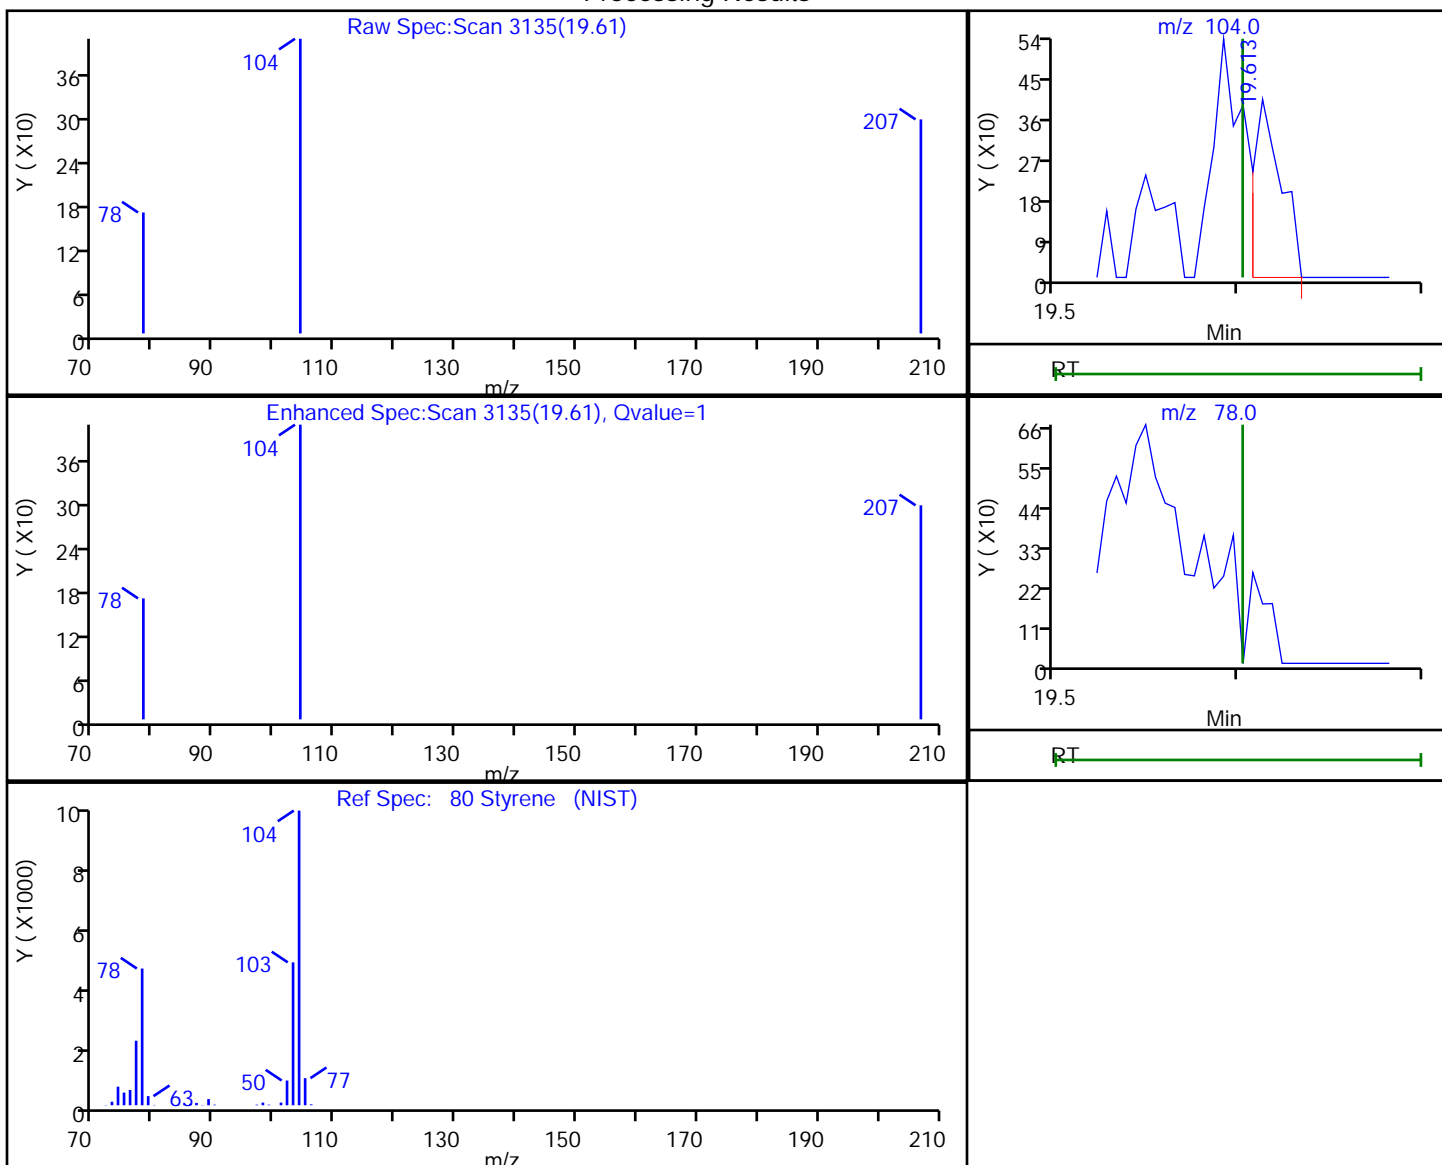 Processing Results
Raw Spec:Scan 3135(19.61)
Y ( X10)
36
30
24
18
12
6
0
104
78
207
70 90 110 130 150 170 190 210
m/z
m/z 104.0
Y ( X10)
54
45
36
27
18
9
0
19.613
19.5
Min
RT
Enhanced Spec:Scan 3135(19.61), Qvalue=1
Y ( X10)
36
30
24
18
12
6
0
104
78
207
70 90 110 130 150 170 190 210
m/z
m/z 78.0
Y ( X10)
66
55
44
33
22
11
0
19.5
Min
RT
Ref Spec: 80 Styrene (NIST)
Y ( X1000)
10
8
6
4
2
0
104
103
78
63
50
77
70 90 110 130 150 170 190 210
m/z